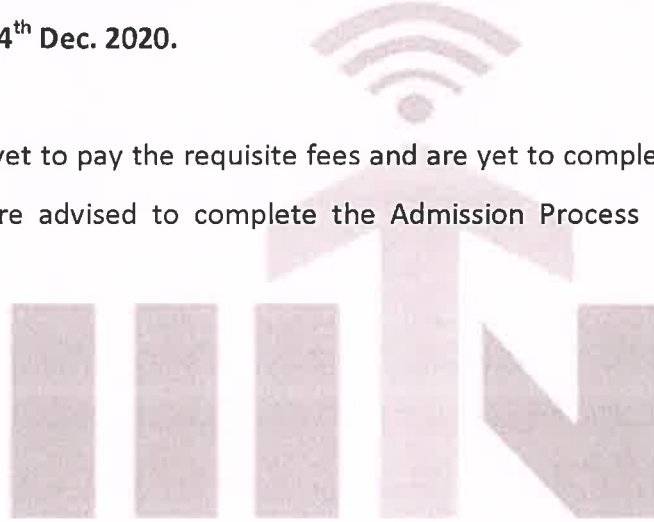 4th Dec. 2020.
yet to pay the requisite fees and are yet to comple
re advised to complete the Admission Process
IIITN